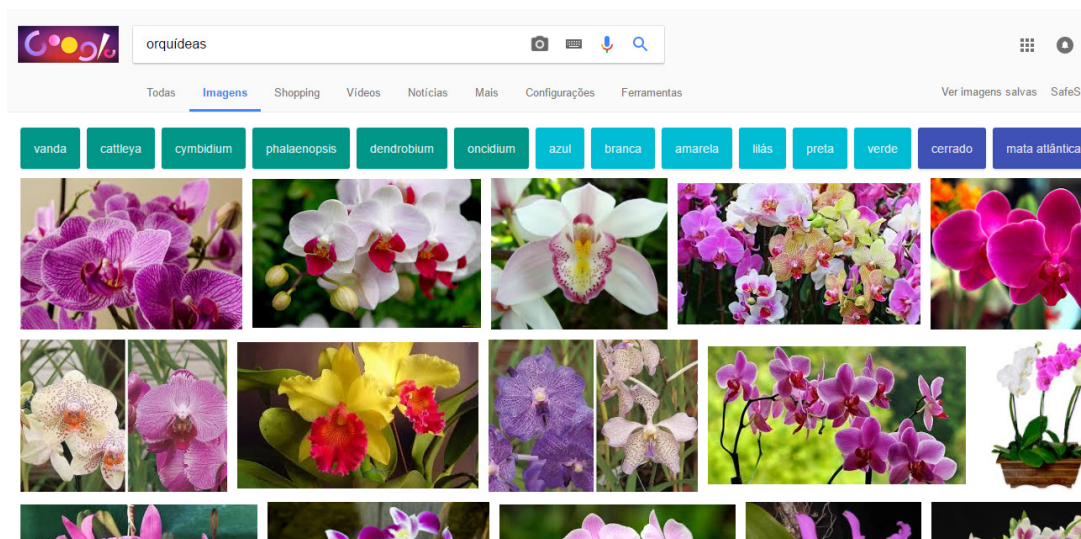 orquídeas
Todas Imagens Shopping Vídeos Notícias Mais Configurações Ferramentas Ver imagens salvas SafeS
vanda cattleya cymbidium phalaenopsis dendrobium oncidium azul branca amarela lilás preta verde cerrado mata atlântica